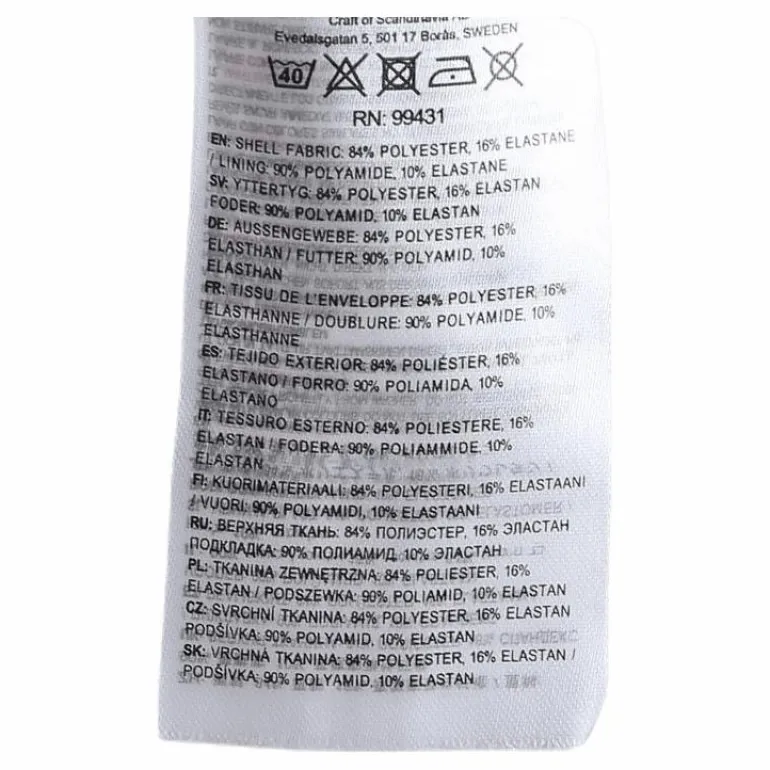 Craft of Scandinavia
Evedalsgatan 5, 501 17 Borås, SWEDEN
40
RN: 99431
EN: SHELL FABRIC: 84% POLYESTER, 16% ELASTANE
/ LINING: 90% POLYAMIDE, 10% ELASTANE
SV: YTTERTYG: 84% POLYESTER, 16% ELASTAN
FODER: 90% POLYAMID, 10% ELASTAN
DE: AUSSENGEWEBE: 84% POLYESTER, 16%
ELASTHAN / FUTTER: 90% POLYAMID, 10%
ELASTHAN
FR: TISSU DE L'ENVELOPPE: 84% POLYESTER, 16%
ELASTHANNE / DOUBLURE: 90% POLYAMIDE, 10%
ELASTHANNE
ES: TEJIDO EXTERIOR: 84% POLIÉSTER, 16%
ELASTANO / FORRO: 90% POLIAMIDA, 10%
ELASTANO
IT: TESSURO ESTERNO: 84% POLIESTERE, 16%
ELASTAN / FODERA: 90% POLIAMMIDE, 10%
ELASTAN
FI: KUORIMATERIAALI: 84% POLYESTERI, 16% ELASTAANI
/ VUORI: 90% POLYAMIDI, 10% ELASTAANI
RU: ВЕРХНЯЯ ТКАНЬ: 84% ПОЛИЭСТЕР, 16% ЭЛАСТАН
ПОДКЛАДКА: 90% ПОЛИАМИД, 10% ЭЛАСТАН
PL: TKANINA ZEWNĘTRZNA: 84% POLIESTER, 16%
ELASTAN / PODSZEWKA: 90% POLIAMID, 10% ELASTAN
CZ: SVRCHNÍ TKANINA: 84% POLYESTER, 16% ELASTAN
PODŠÍVKA: 90% POLYAMID, 10% ELASTAN
SK: VRCHNÁ TKANINA: 84% POLYESTER, 16% ELASTAN /
PODŠÍVKA: 90% POLYAMID, 10% ELASTAN